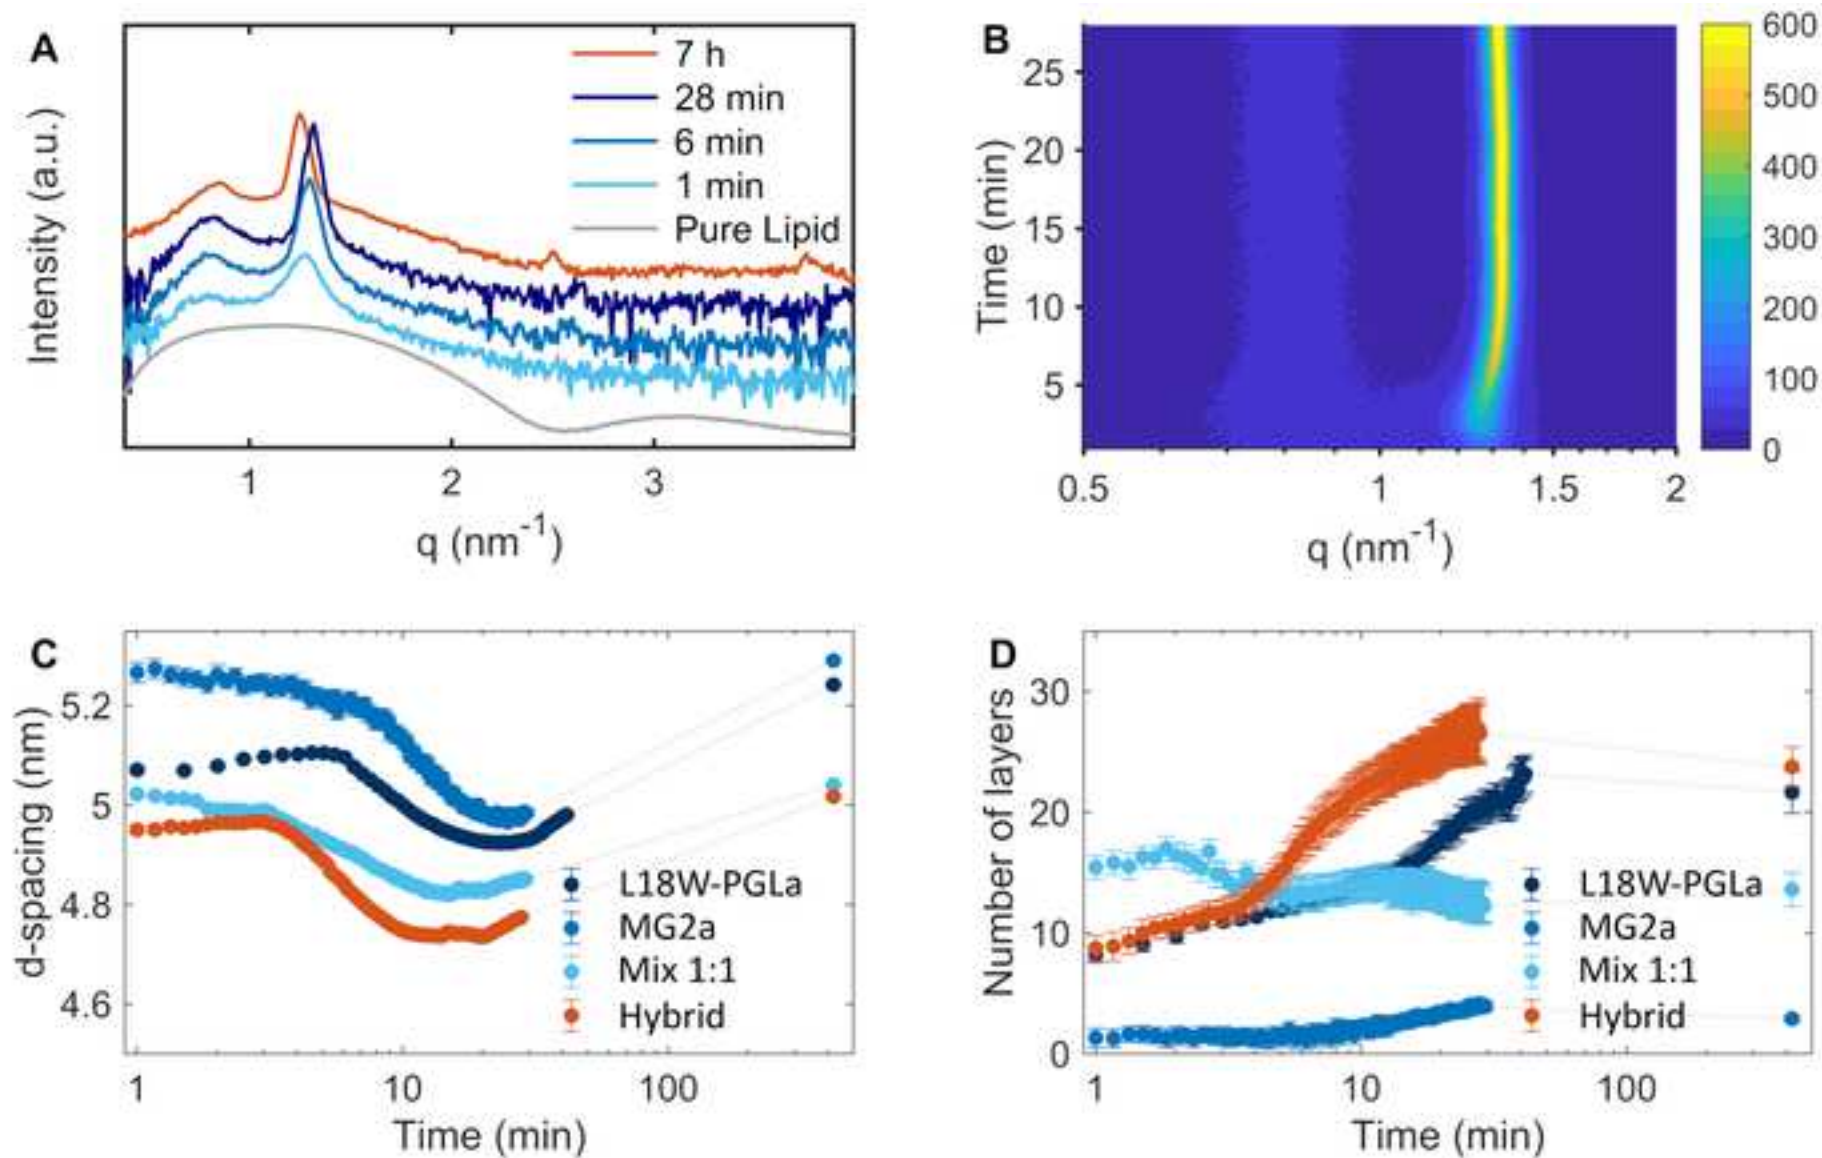 A
7 h
28 min
6 min
1 min
Pure Lipid
Intensity (a.u.)
1 2 3
q (nm⁻¹)
B
25
20
15
10
5
Time (min)
0.5 1 1.5 2
q (nm⁻¹)
600
500
400
300
200
100
0
C
5.2
5
4.8
4.6
d-spacing (nm)
L18W-PGLa
MG2a
Mix 1:1
Hybrid
1 10 100
Time (min)
D
30
20
10
0
Number of layers
L18W-PGLa
MG2a
Mix 1:1
Hybrid
1 10 100
Time (min)